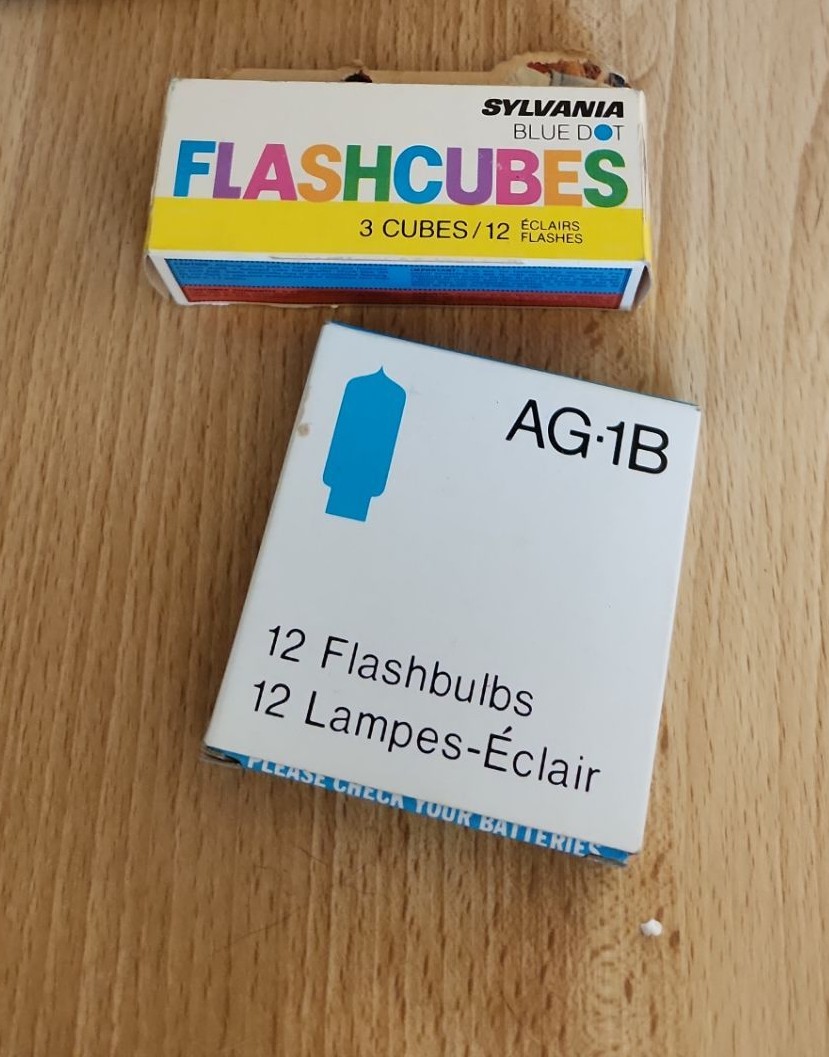 SYLVANIA
BLUE DOT
FLASHCUBES
3 CUBES/12 ÉCLAIRS
FLASHES
AG·1B
12 Flashbulbs
12 Lampes-Éclair
PLEASE CHECK YOUR BATTERIES